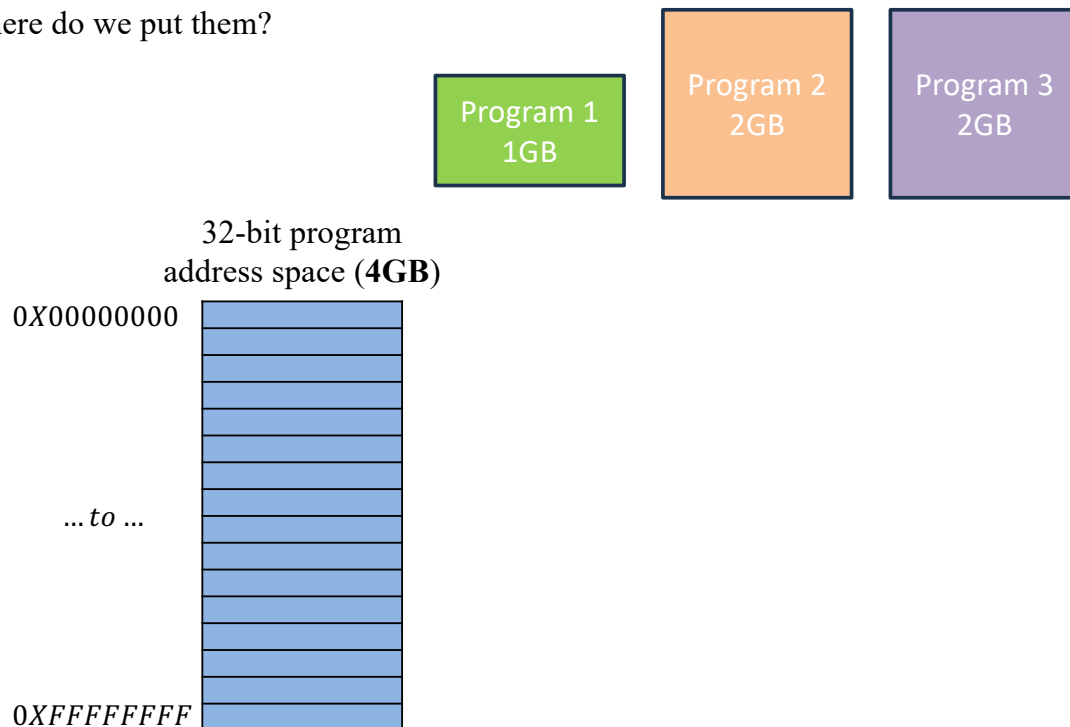 here do we put them?
Program 1
1GB
Program 2
2GB
Program 3
2GB
32-bit program
address space (4GB)
0X00000000
... to ...
0XFFFFFFFF